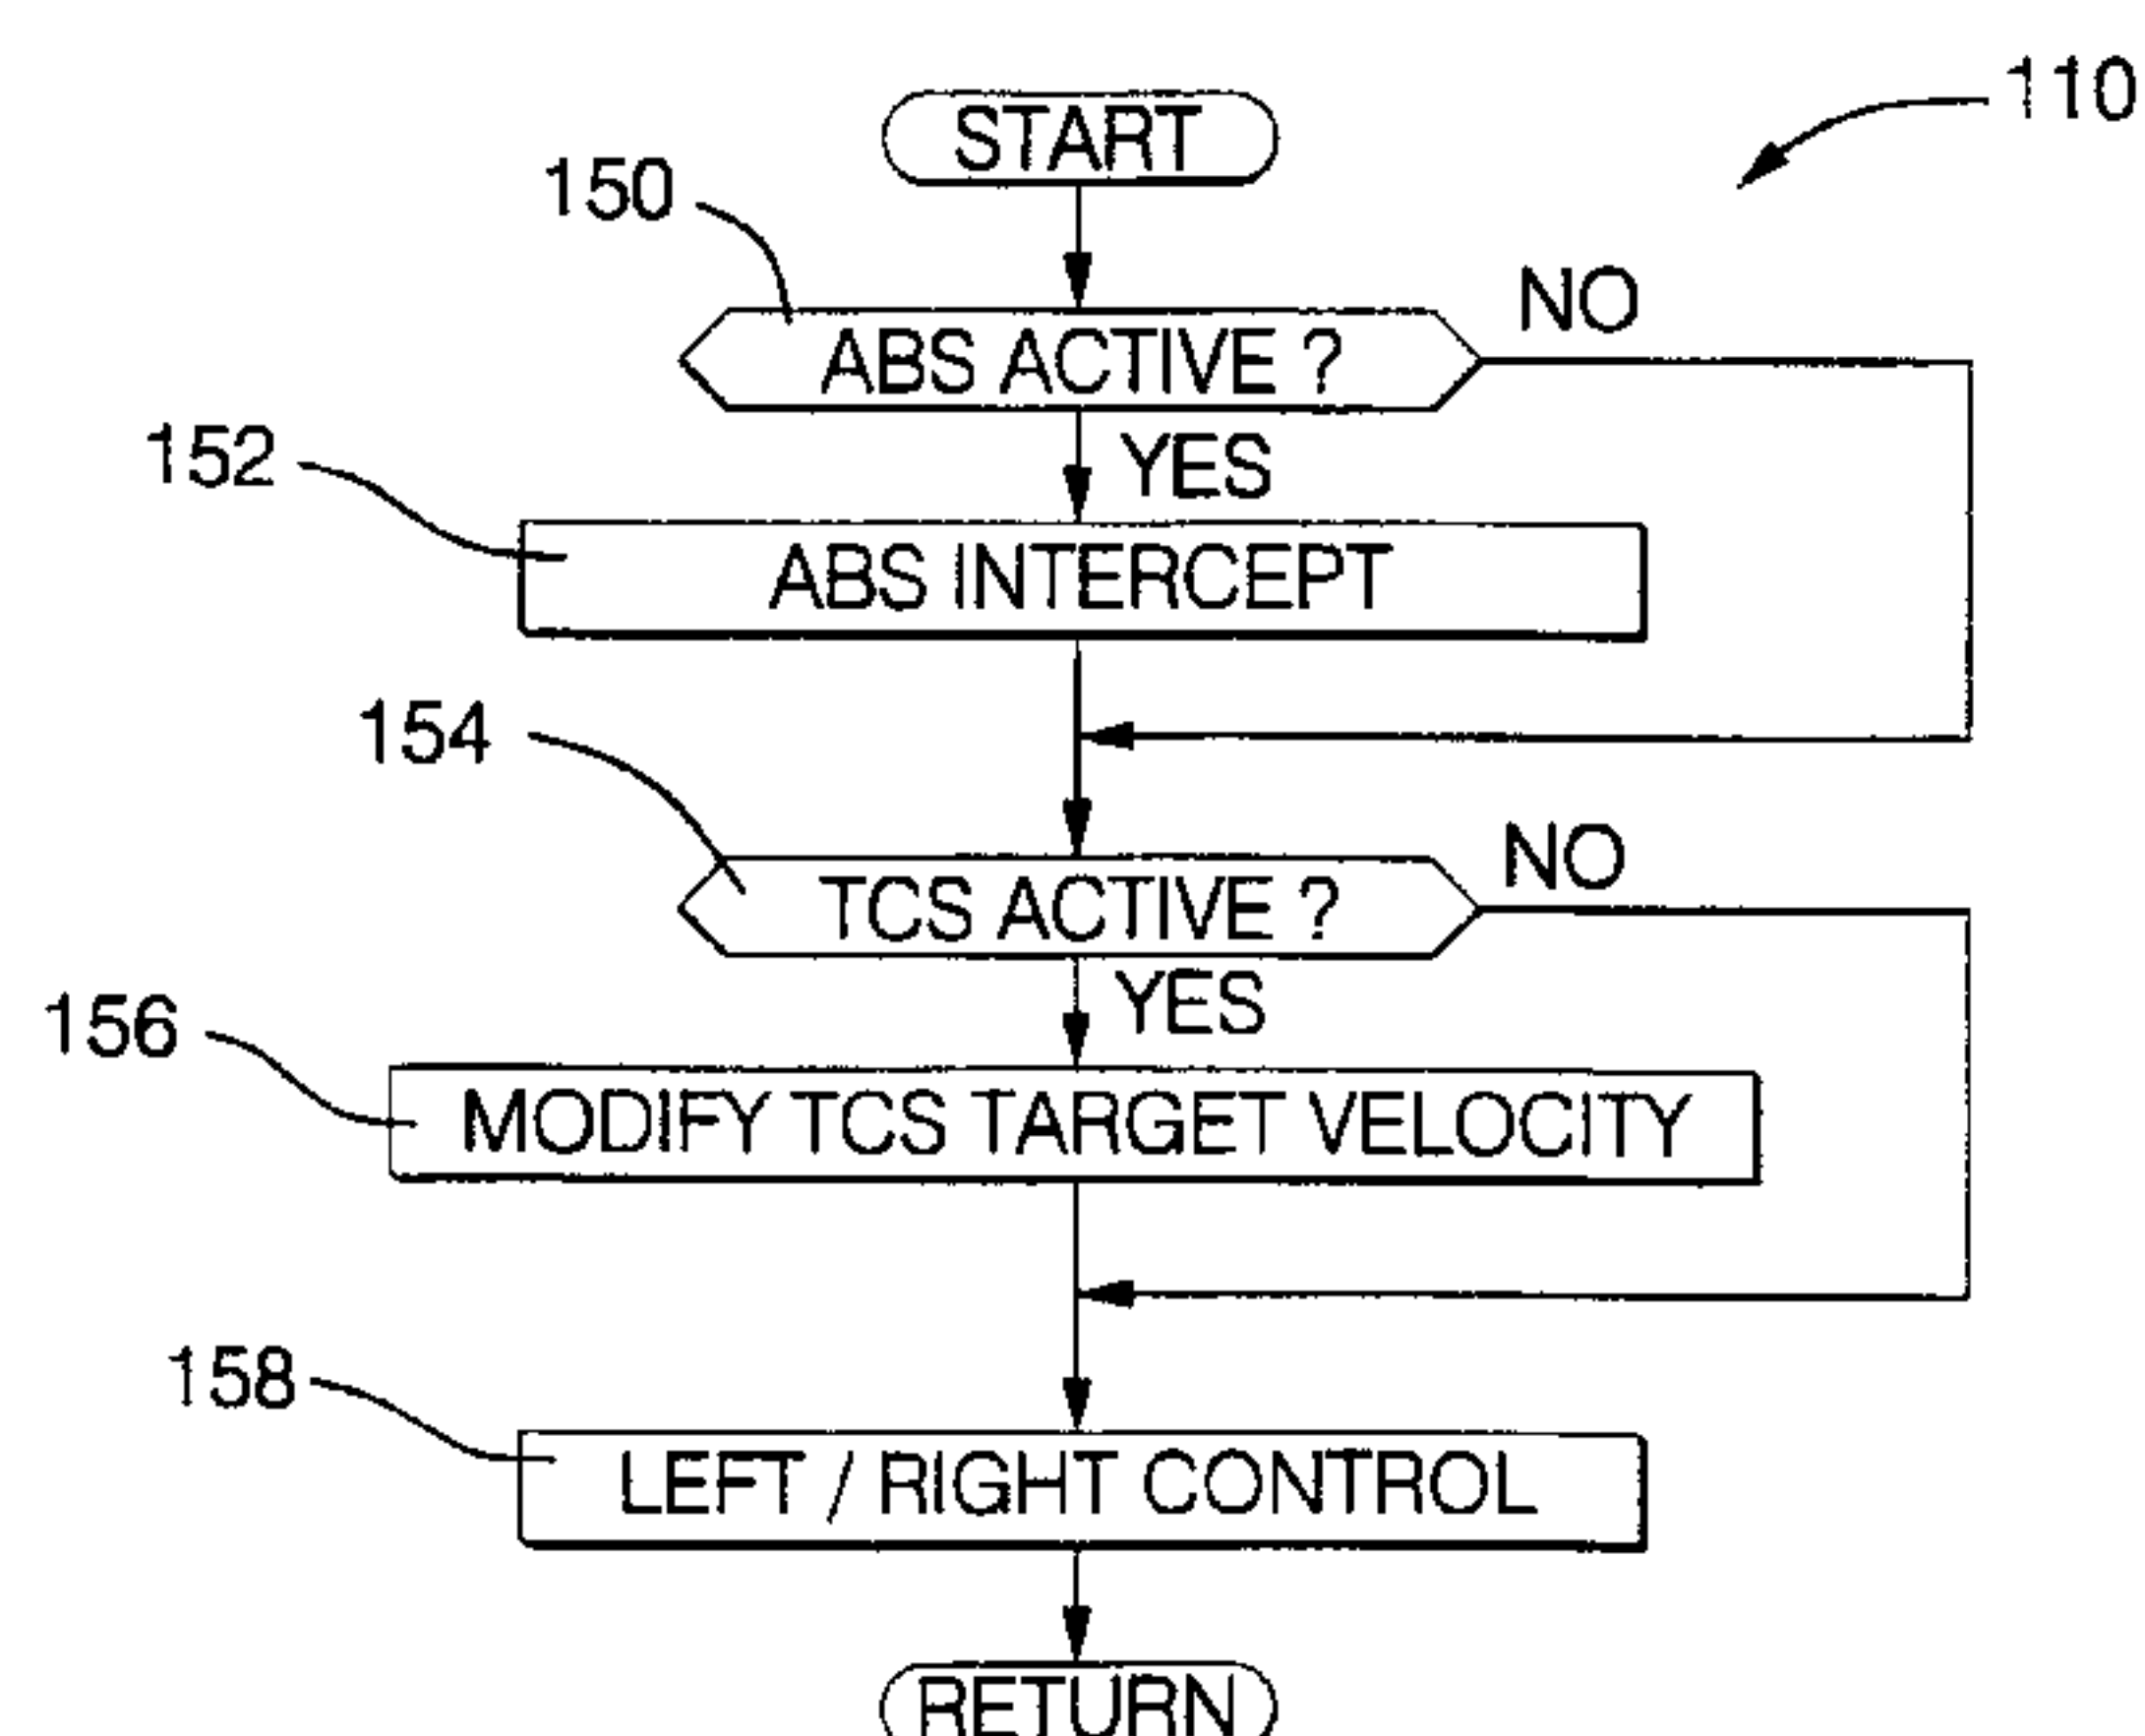 110
START
150
NO
ABS ACTIVE ?
152
YES
ABS INTERCEPT
154
NO
TCS ACTIVE ?
YES
156
MODIFY TCS TARGET VELOCITY
158
LEFT / RIGHT CONTROL
RETURN